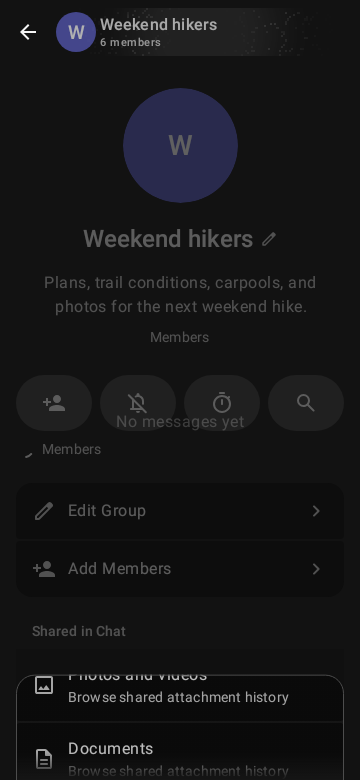 W
Weekend hikers
6 members
W
Weekend hikers
Plans, trail conditions, carpools, and
photos for the next weekend hike.
Members
No messages yet
Members
Edit Group
Add Members
Shared in Chat
Photos and videos
Browse shared attachment history
Documents
Browse shared attachment history